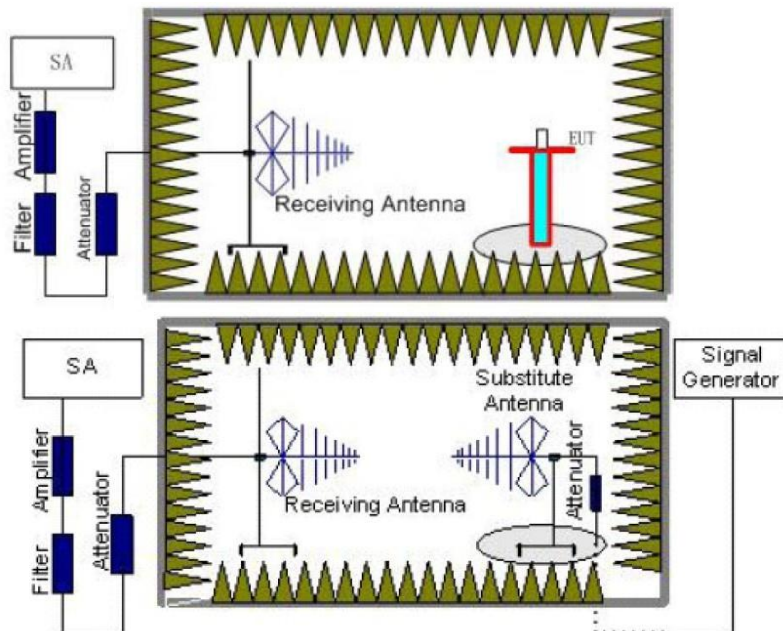 SA
Amplifier
Filter
Attenuator
Receiving Antenna
EUT
SA
Amplifier
Filter
Attenuator
Receiving Antenna
Substitute
Antenna
Attenuator
Signal
Generator